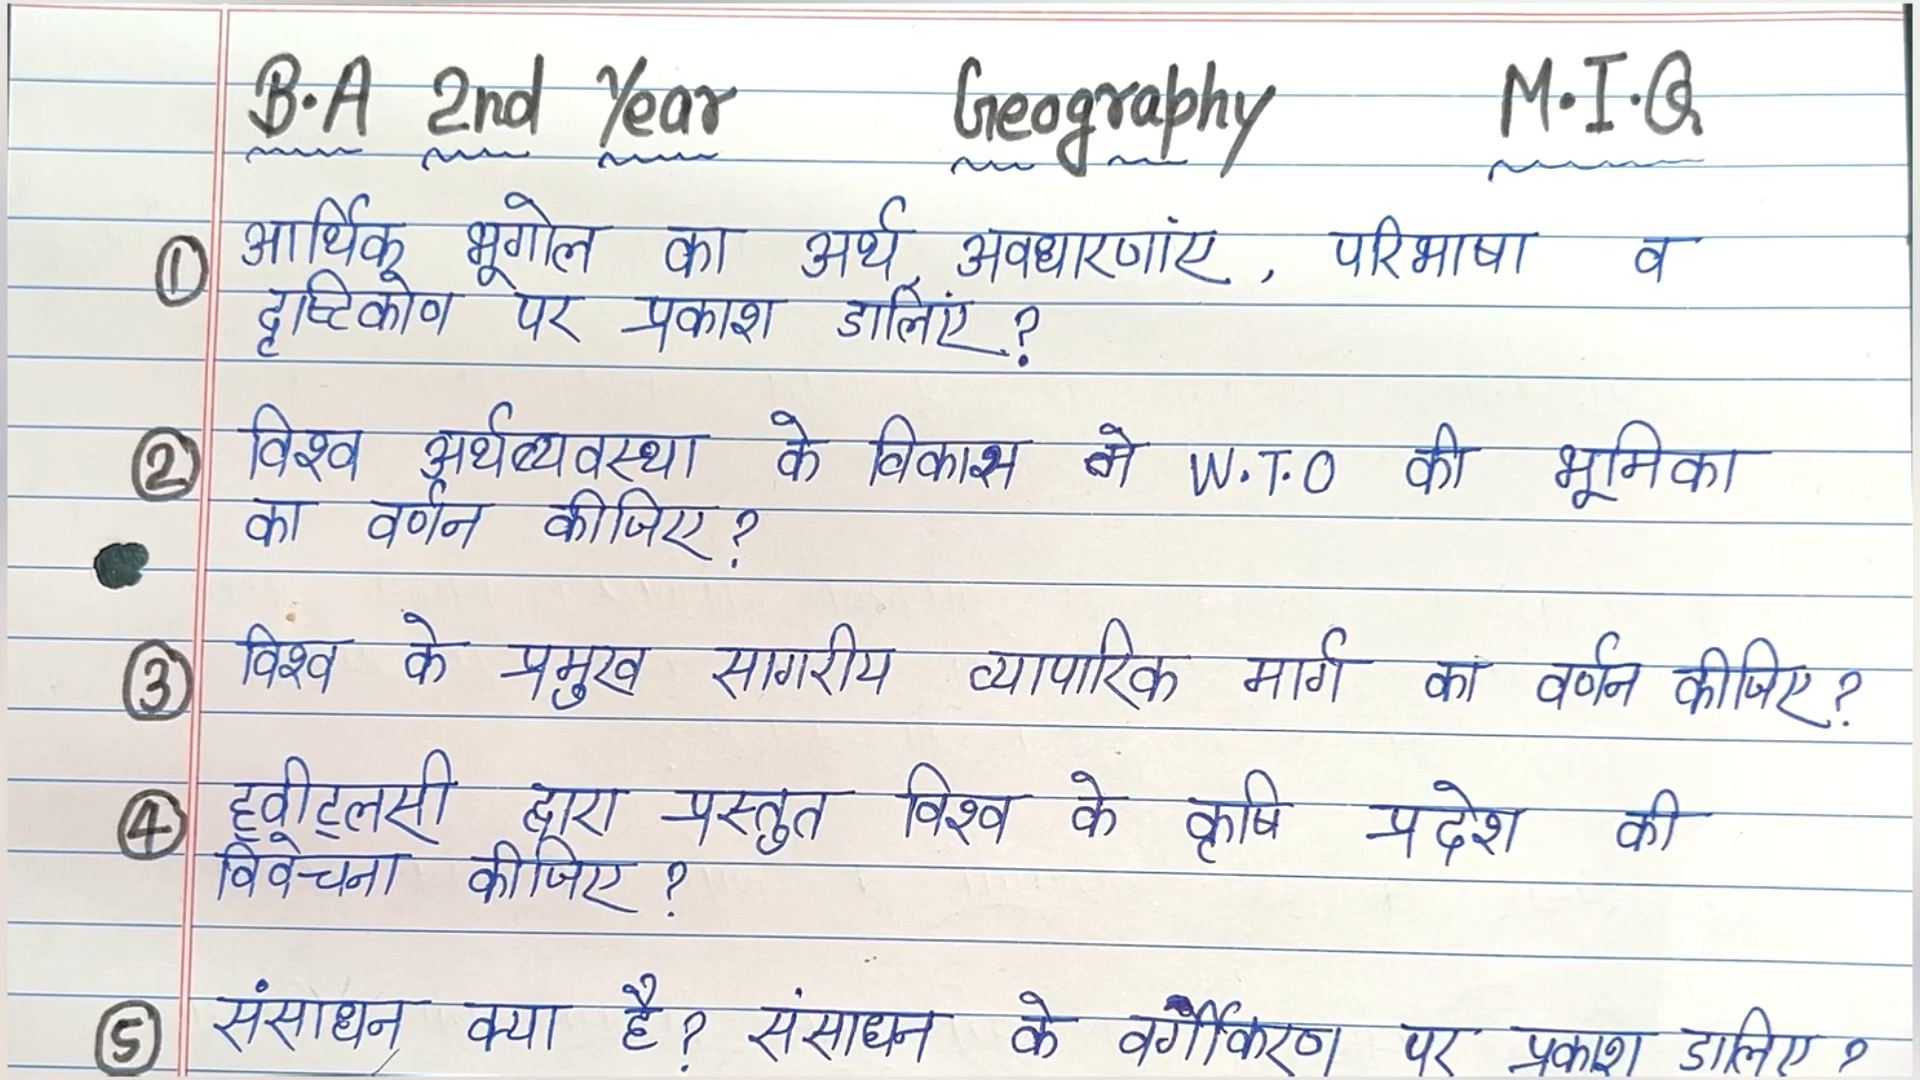 B.A 2nd Year Geography M.I.Q
① आर्थिक भूगोल का अर्थ, अवधारणांए, परिभाषा व
दृष्टिकोण पर प्रकाश डालिएं?
② विश्व अर्थव्यवस्था के विकास मे W.T.O की भूमिका
का वर्णन कीजिए?
③ विश्व के प्रमुख सागरीय व्यापारिक मार्ग का वर्णन कीजिए?
④ ह्वीट्लसी द्वारा प्रस्तुत विश्व के कृषि प्रदेश की
विवेचना कीजिए?
⑤ संसाधन क्या है? संसाधन के वर्गीकरण पर प्रकाश डालिए?